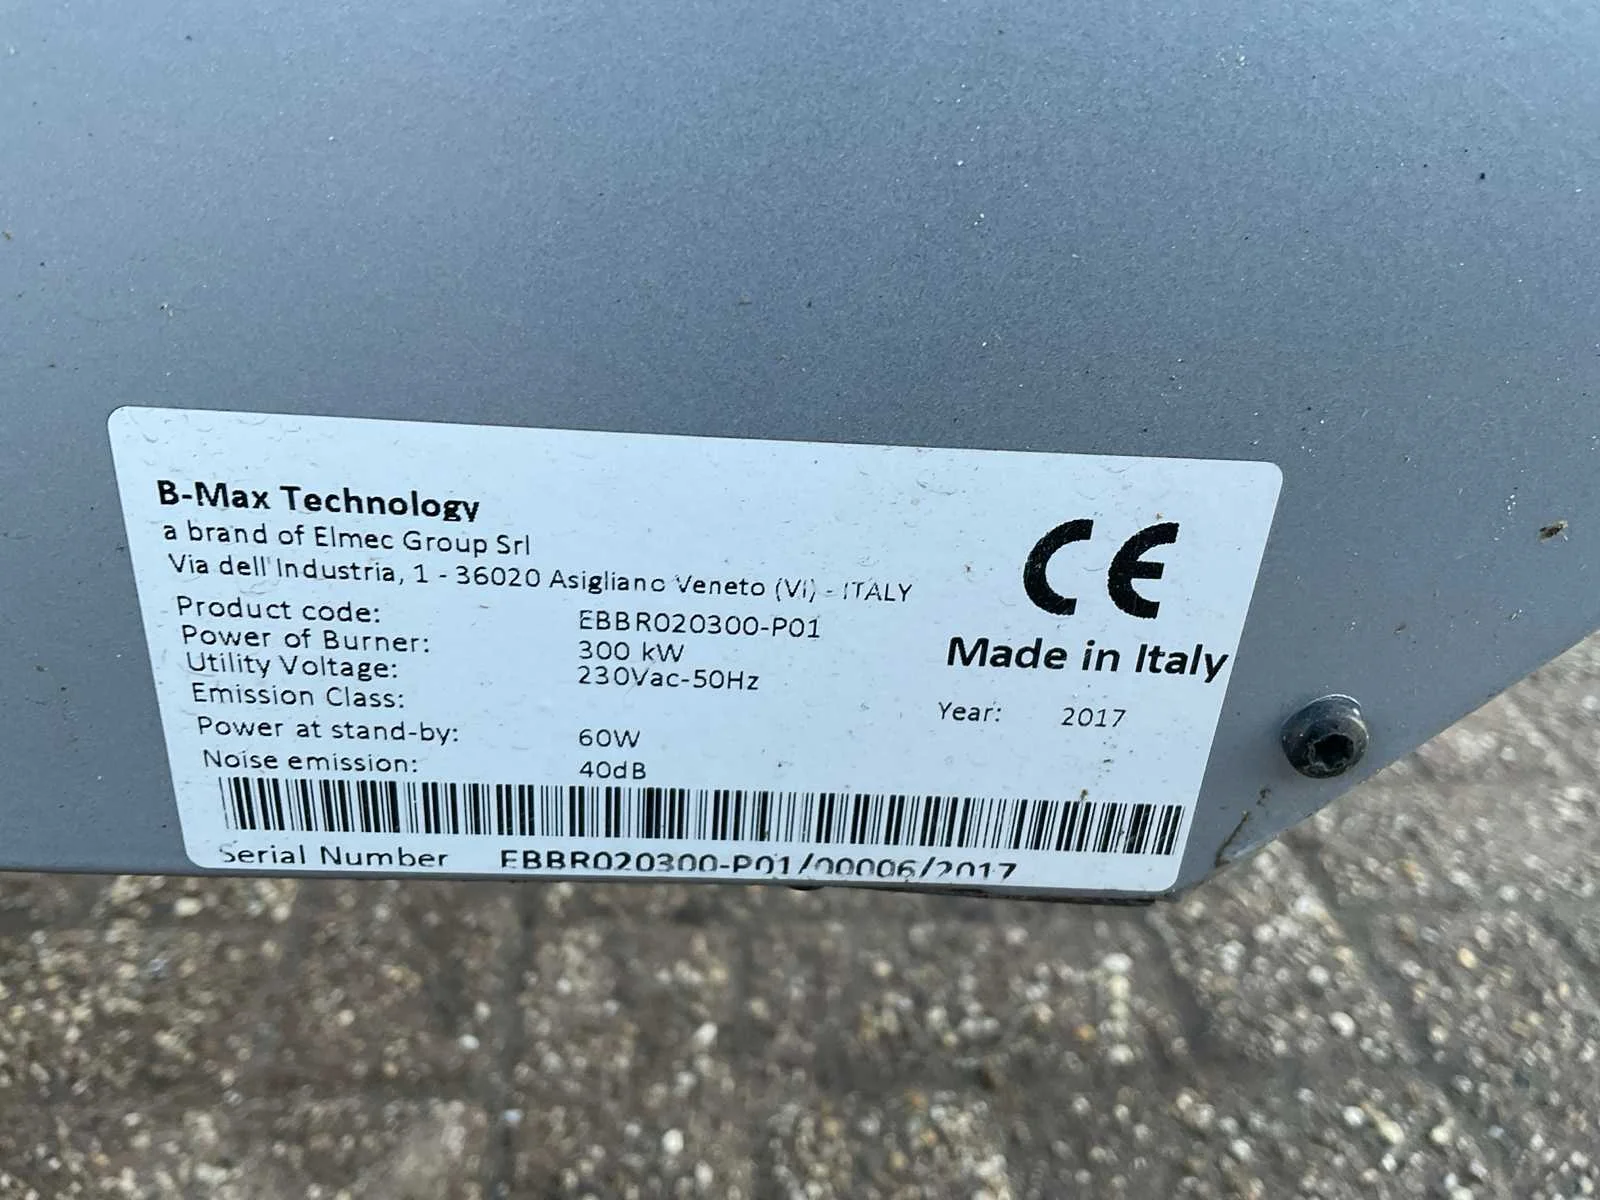 B-Max Technology
a brand of Elmec Group Srl
Via dell'Industria, 1 - 36020 Asigliano Veneto (VI) - ITALY
Product code: EBBR020300-P01
Power of Burner: 300 kW
Utility Voltage: 230Vac-50Hz
Emission Class:
Power at stand-by: 60W
Noise emission: 40dB
CE
Made in Italy
Year: 2017
Serial Number EBBR020300-P01/00006/2017